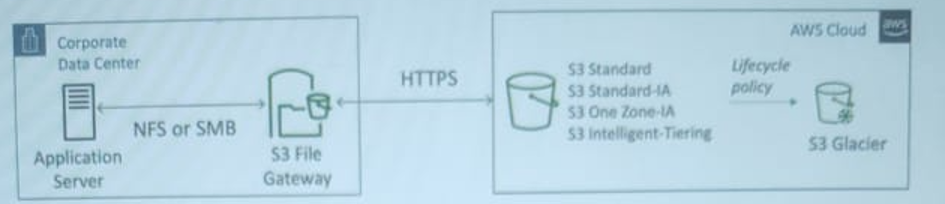 Corporate
Data Center
Application
Server
NFS or SMB
S3 File
Gateway
HTTPS
AWS Cloud
aws
S3 Standard
S3 Standard-IA
S3 One Zone-IA
S3 Intelligent-Tiering
Lifecycle
policy
S3 Glacier